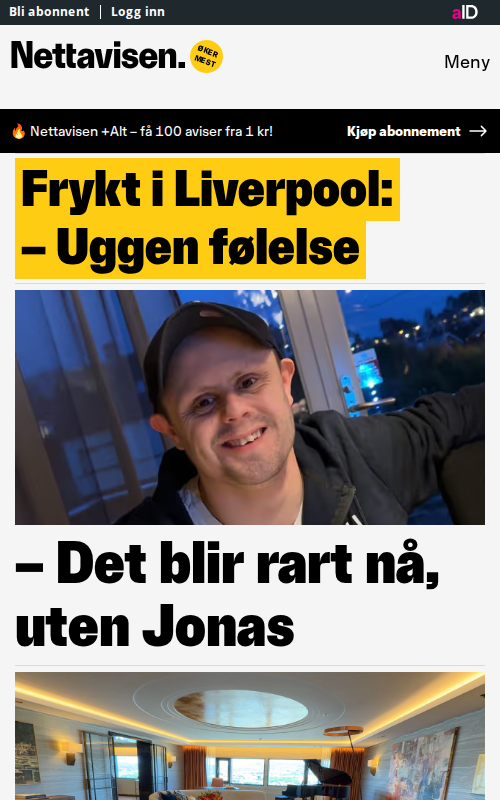 Bli abonnent | Logg inn
aID
Nettavisen.
ØKER
MEST
Meny
🔥 Nettavisen +Alt – få 100 aviser fra 1 kr!
Kjøp abonnement →
Frykt i Liverpool:
– Uggen følelse
– Det blir rart nå,
uten Jonas